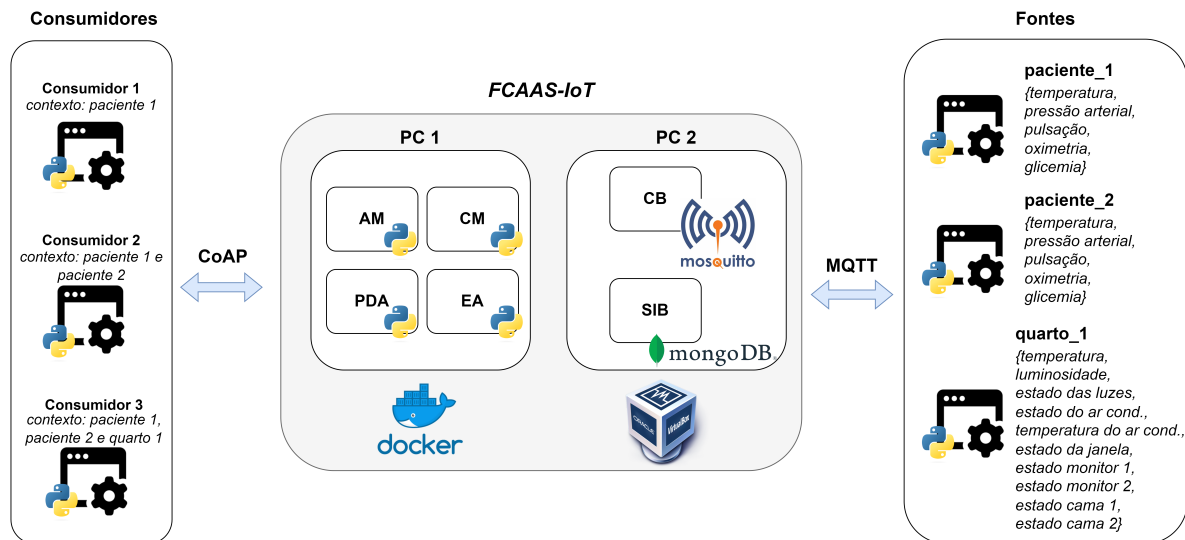 Consumidores
Consumidor 1
contexto: paciente 1
Consumidor 2
contexto: paciente 1 e
paciente 2
Consumidor 3
contexto: paciente 1,
paciente 2 e quarto 1
CoAP
FCAAS-IoT
PC 1
AM
CM
PDA
EA
docker
PC 2
CB
mosquitto
SIB
mongoDB
ORACLE
VirtualBox
MQTT
Fontes
paciente_1
{temperatura,
pressão arterial,
pulsação,
oximetria,
glicemia}
paciente_2
{temperatura,
pressão arterial,
pulsação,
oximetria,
glicemia}
quarto_1
{temperatura,
luminosidade,
estado das luzes,
estado do ar cond.,
temperatura do ar cond.,
estado da janela,
estado monitor 1,
estado monitor 2,
estado cama 1,
estado cama 2}